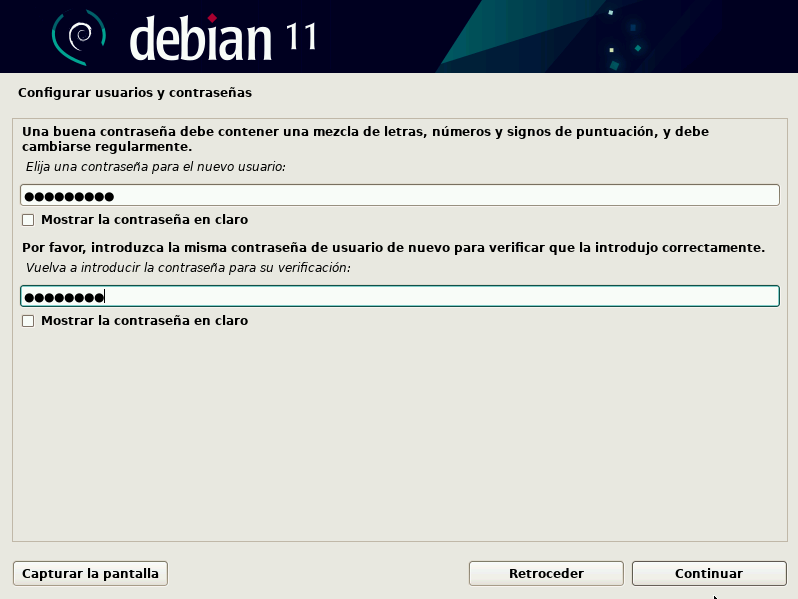 debian 11
Configurar usuarios y contraseñas
Una buena contraseña debe contener una mezcla de letras, números y signos de puntuación, y debe
cambiarse regularmente.
Elija una contraseña para el nuevo usuario:
●●●●●●●●●
Mostrar la contraseña en claro
Por favor, introduzca la misma contraseña de usuario de nuevo para verificar que la introdujo correctamente.
Vuelva a introducir la contraseña para su verificación:
●●●●●●●●
Mostrar la contraseña en claro
Capturar la pantalla Retroceder Continuar